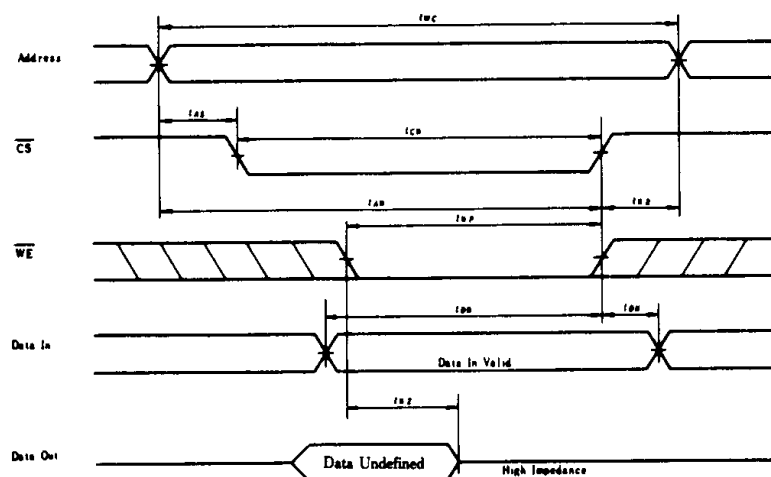 tWC
Address
tAS
tCW
CS
tAW
tWR
tWP
WE
tDW
tDH
Data In
Data In Valid
tWZ
Data Out
Data Undefined
High Impedance